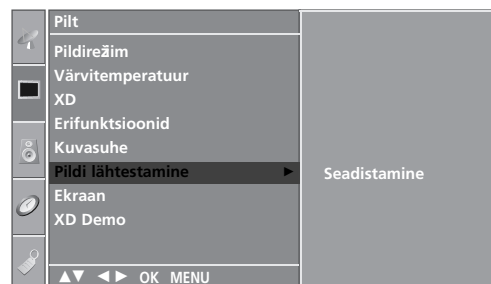 Pilt
Pildirežiim
Värvitemperatuur
XD
Erifunktsioonid
Kuvasuhe
Pildi lähtestamine ► Seadistamine
Ekraan
XD Demo
▲▼ ◄► OK MENU